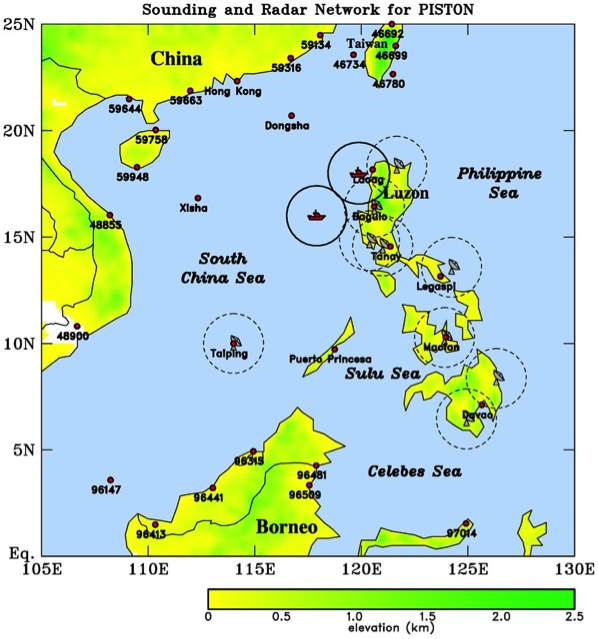 Sounding and Radar Network for PISTON
25N
20N
15N
10N
5N
Eq.
46692
59134
Taiwan
46699
China
46734
59316
46780
Hong Kong
59663
59644
Dongsha
59758
59948
Laoag
Philippine
Sea
Luzon
Xisha
Baguio
48855
South
China Sea
Tanay
Legaspi
48900
Mactan
Taiping
Puerto Princesa
Sulu Sea
Davao
96315
96481
Celebes Sea
96147
96441
96509
Borneo
96413
97014
105E 110E 115E 120E 125E 130E
0 0.5 1.0 1.5 2.0 2.5
elevation (km)